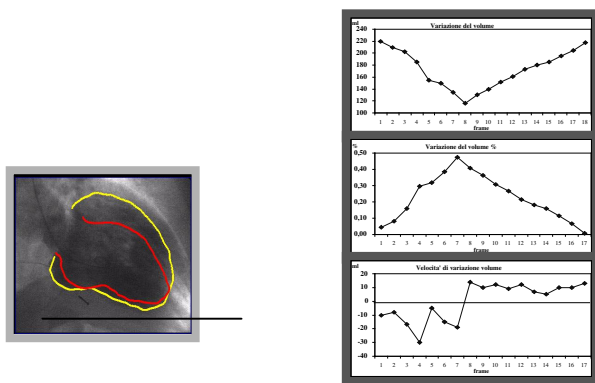 ml
Variazione del volume
240
220
200
180
160
140
120
100
1 2 3 4 5 6 7 8 9 10 11 12 13 14 15 16 17 18
frame
%
Variazione del volume %
0,50
0,40
0,30
0,20
0,10
0,00
1 2 3 4 5 6 7 8 9 10 11 12 13 14 15 16 17
frame
ml
Velocita' di variazione volume
20
10
0
-10
-20
-30
-40
1 2 3 4 5 6 7 8 9 10 11 12 13 14 15 16 17
frame